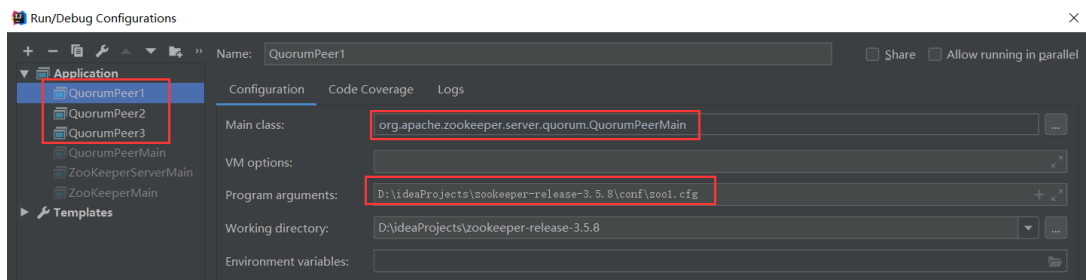 Run/Debug Configurations
Name: QuorumPeer1
Share
Allow running in parallel
Application
QuorumPeer1
QuorumPeer2
QuorumPeer3
QuorumPeerMain
ZooKeeperServerMain
ZooKeeperMain
Templates
Configuration Code Coverage Logs
Main class: org.apache.zookeeper.server.quorum.QuorumPeerMain ...
VM options:
Program arguments: D:\ideaProjects\zookeeper-release-3.5.8\conf\zoo1.cfg
Working directory: D:\ideaProjects\zookeeper-release-3.5.8 ...
Environment variables: